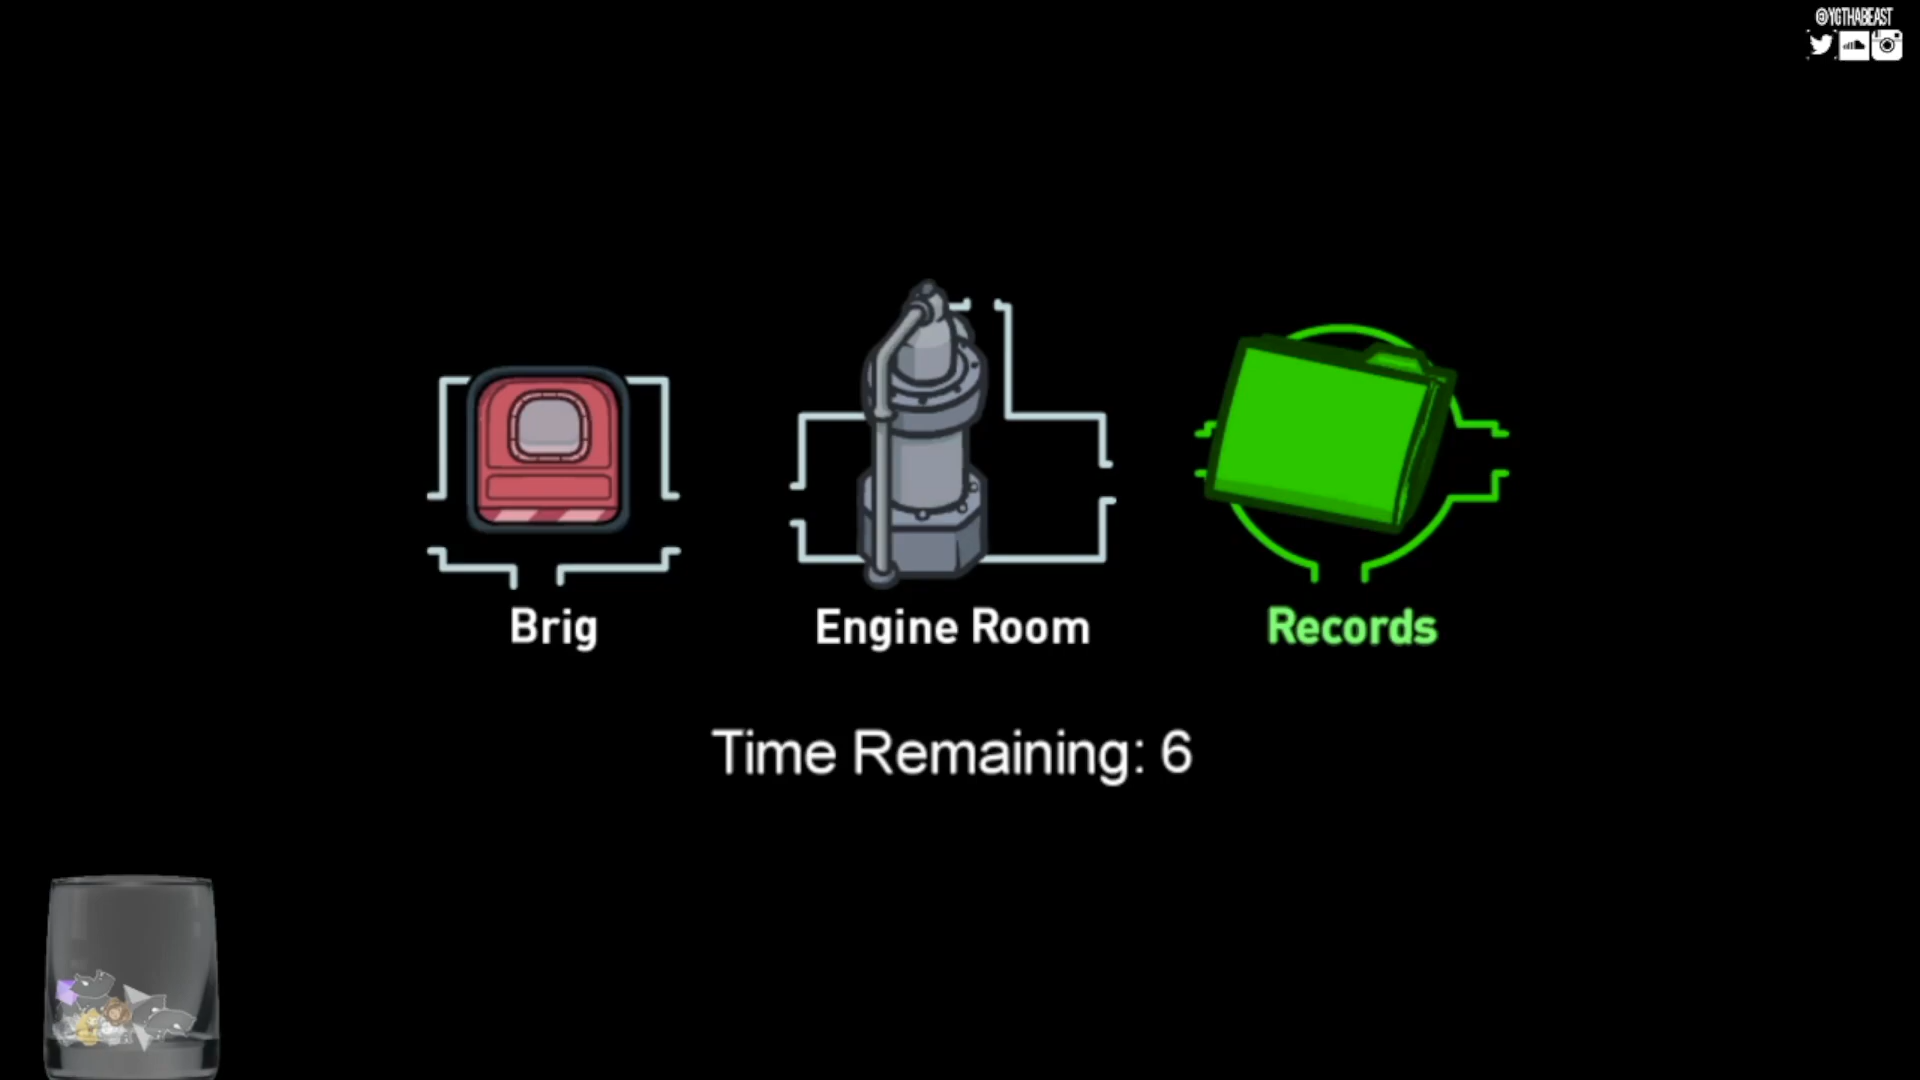 @YGTHABEAST
Brig
Engine Room
Records
Time Remaining: 6